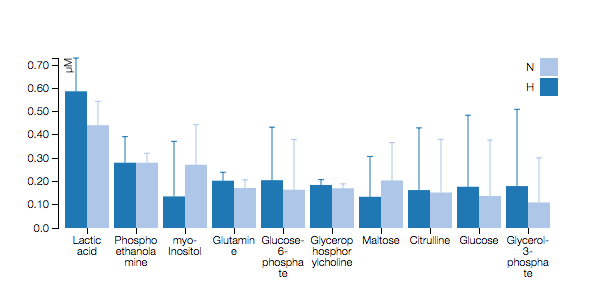 µM
0.70
0.60
0.50
0.40
0.30
0.20
0.10
0.0
N
H
Lactic
acid
Phospho
ethanola
mine
myo-
Inositol
Glutamin
e
Glucose-
6-
phospha
te
Glycerop
hosphor
ylcholine
Maltose
Citrulline
Glucose
Glycerol-
3-
phospha
te